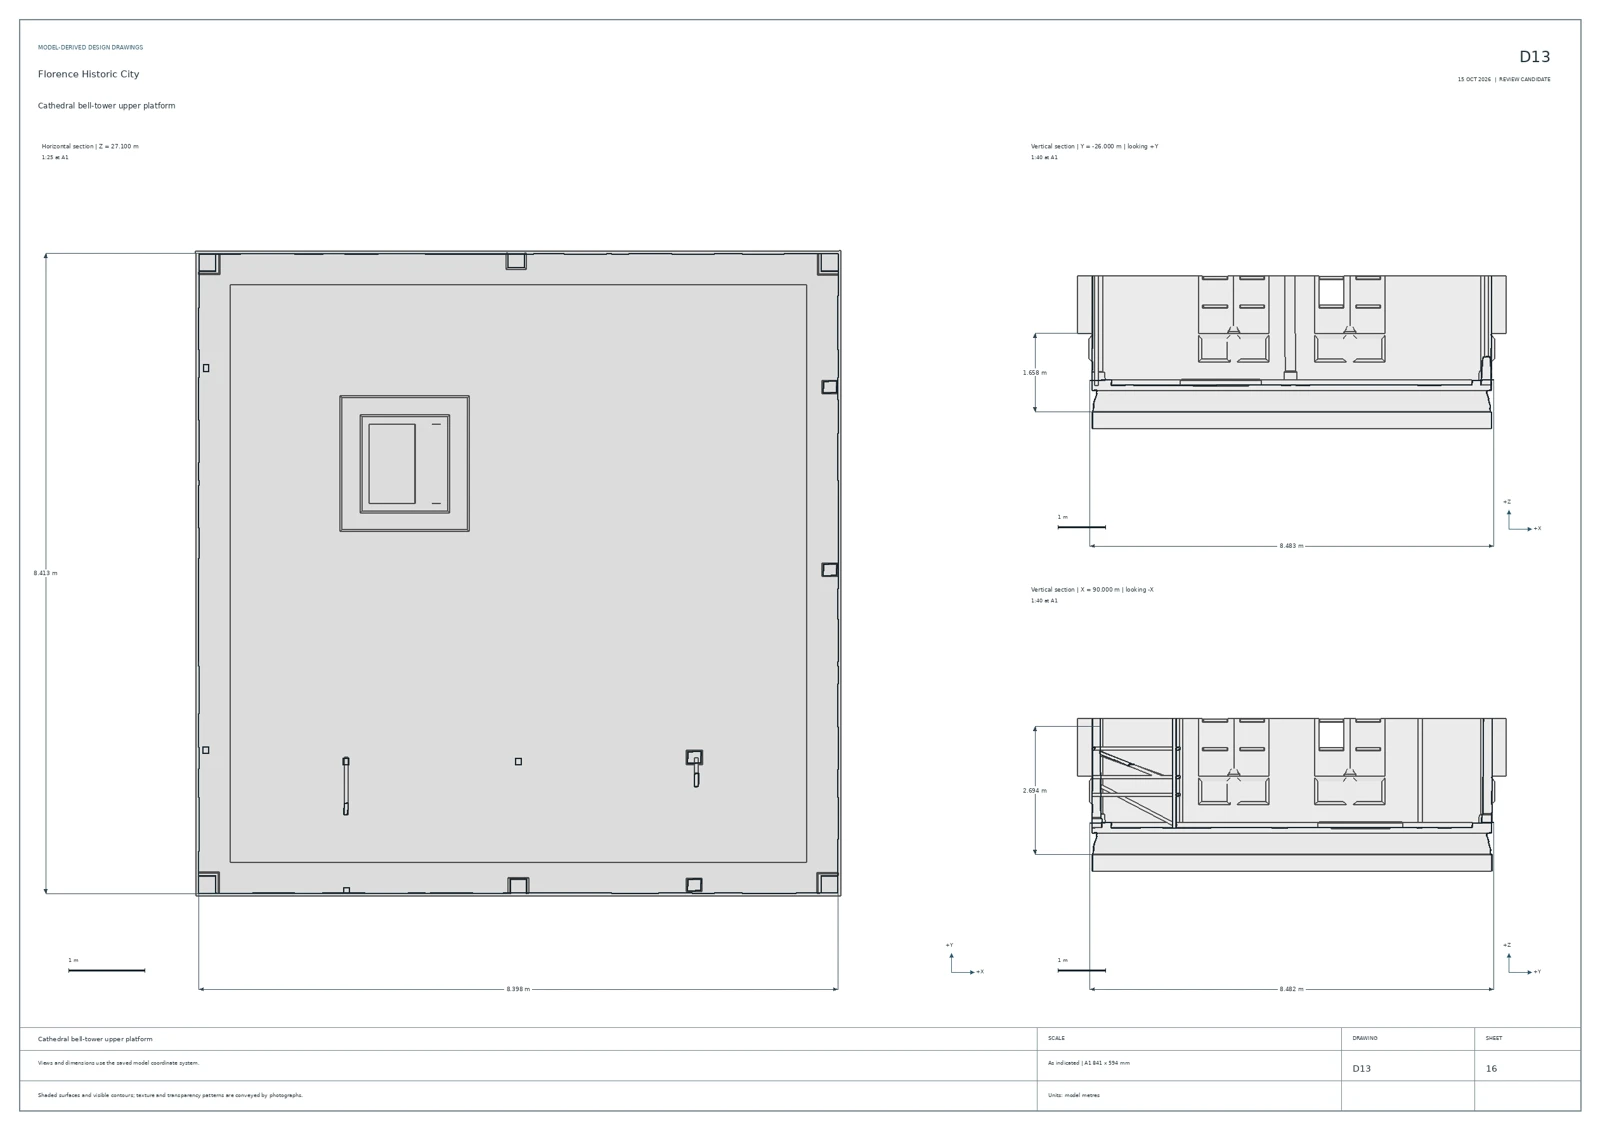 MODEL-DERIVED DESIGN DRAWINGS
Florence Historic City
Cathedral bell-tower upper platform
D13
15 OCT 2026 | REVIEW CANDIDATE
Horizontal section | Z = 27.100 m
1:25 at A1
8.413 m
1 m
8.398 m
+Y
+X
Vertical section | Y = -26.000 m | looking +Y
1:40 at A1
1.658 m
1 m
8.483 m
+Z
+X
Vertical section | X = 90.000 m | looking -X
1:40 at A1
2.694 m
1 m
8.482 m
+Z
+Y
Cathedral bell-tower upper platform
Views and dimensions use the saved model coordinate system.
Shaded surfaces and visible contours; texture and transparency patterns are conveyed by photographs.
SCALE
As indicated | A1 841 x 594 mm
Units: model metres
DRAWING
D13
SHEET
16